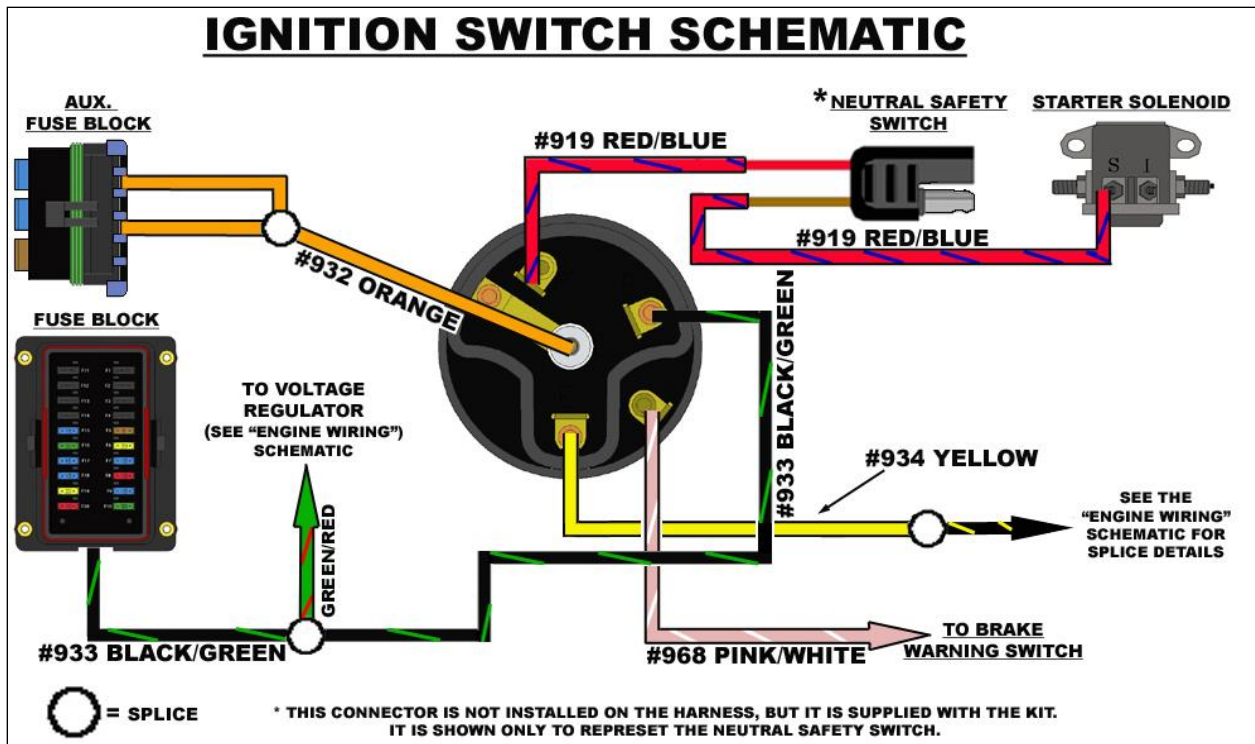 IGNITION SWITCH SCHEMATIC
AUX.
FUSE BLOCK
* NEUTRAL SAFETY
SWITCH
STARTER SOLENOID
#919 RED/BLUE
S I
#919 RED/BLUE
#932 ORANGE
FUSE BLOCK
#933 BLACK/GREEN
TO VOLTAGE
REGULATOR
(SEE “ENGINE WIRING”)
SCHEMATIC
GREEN/RED
#934 YELLOW
SEE THE
“ENGINE WIRING”
SCHEMATIC FOR
SPLICE DETAILS
#933 BLACK/GREEN
#968 PINK/WHITE
TO BRAKE
WARNING SWITCH
= SPLICE
* THIS CONNECTOR IS NOT INSTALLED ON THE HARNESS, BUT IT IS SUPPLIED WITH THE KIT.
IT IS SHOWN ONLY TO REPRESET THE NEUTRAL SAFETY SWITCH.